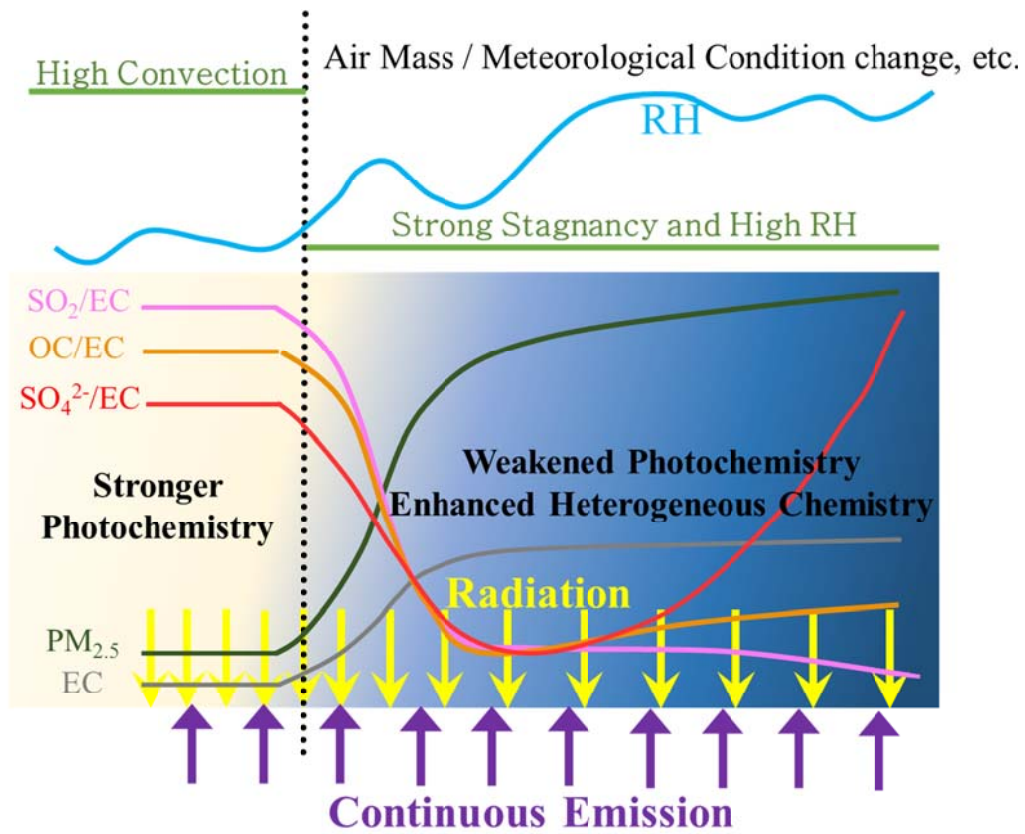 High Convection
Air Mass / Meteorological Condition change, etc.
RH
Strong Stagnancy and High RH
SO₂/EC
OC/EC
SO₄²⁻/EC
Stronger
Photochemistry
Weakened Photochemistry
Enhanced Heterogeneous Chemistry
Radiation
PM₂.₅
EC
Continuous Emission